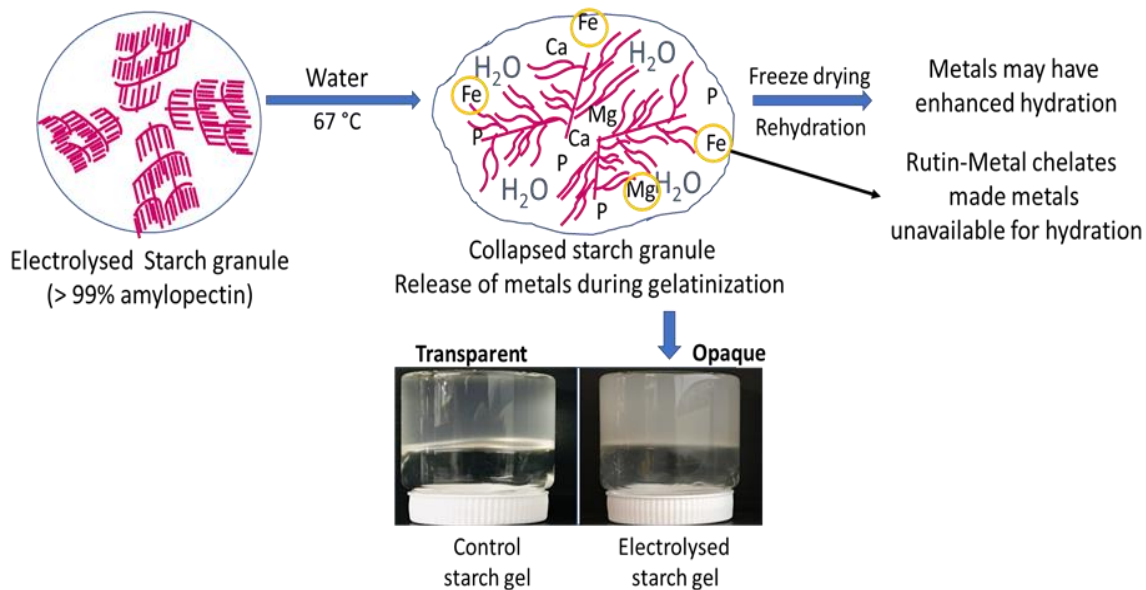 Electrolysed Starch granule
(> 99% amylopectin)
Water
67 °C
Fe
Ca
H₂O
H₂O
Fe
Mg
P
P
Ca
Fe
P
H₂O
Mg
H₂O
P
Collapsed starch granule
Release of metals during gelatinization
Freeze drying
Rehydration
Metals may have
enhanced hydration
Rutin-Metal chelates
made metals
unavailable for hydration
Transparent
Opaque
Control
starch gel
Electrolysed
starch gel